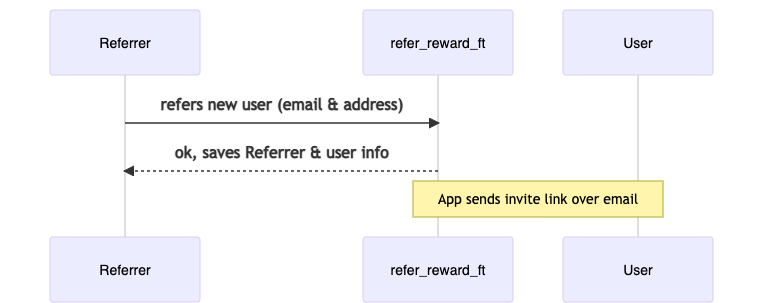 Referrer
refer_reward_ft
User
refers new user (email & address)
ok, saves Referrer & user info
App sends invite link over email
Referrer
refer_reward_ft
User